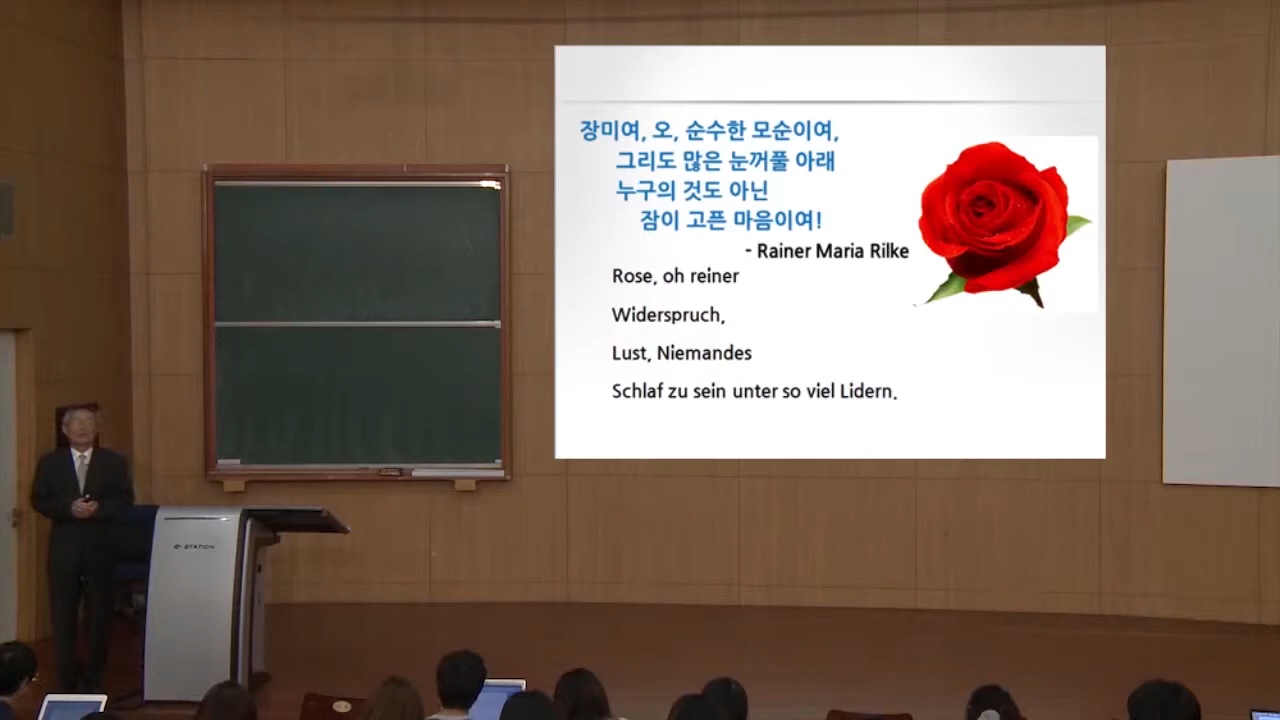 장미여, 오, 순수한 모순이여,
그리도 많은 눈꺼풀 아래
누구의 것도 아닌
잠이 고픈 마음이여!
- Rainer Maria Rilke
Rose, oh reiner
Widerspruch,
Lust, Niemandes
Schlaf zu sein unter so viel Lidern.
STATION